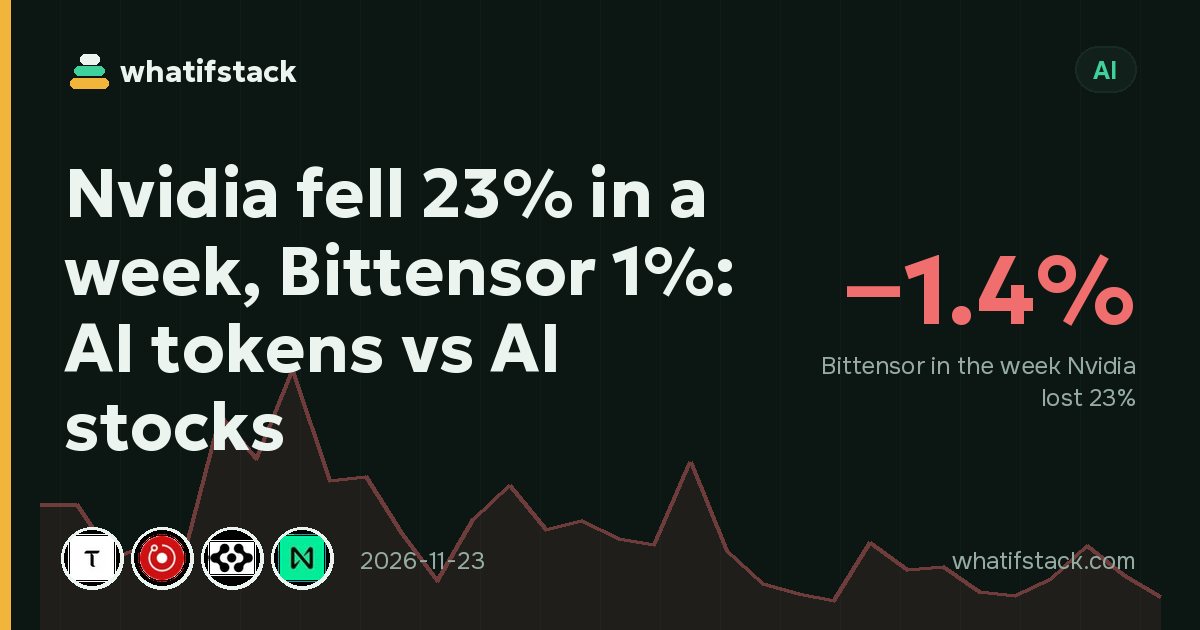 whatifstack
AI
Nvidia fell 23% in a
week, Bittensor 1%:
AI tokens vs AI
stocks
−1.4%
Bittensor in the week Nvidia
lost 23%
τ
2026-11-23
whatifstack.com